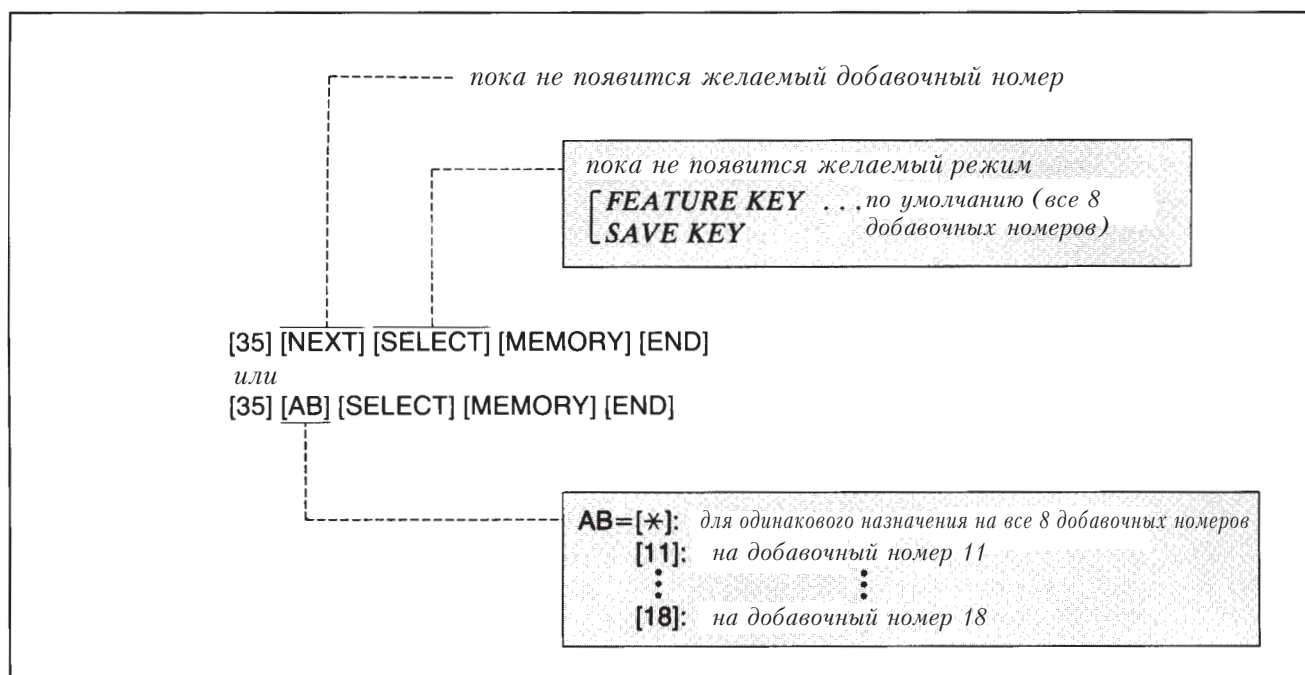 пока не появится желаемый добавочный номер
пока не появится желаемый режим
FEATURE KEY ...по умолчанию (все 8
SAVE KEY добавочных номеров)
[35] [NEXT] [SELECT] [MEMORY] [END]
или
[35] [AB] [SELECT] [MEMORY] [END]
AB=[*]: для одинакового назначения на все 8 добавочных номеров
[11]: на добавочный номер 11
⋮ ⋮
[18]: на добавочный номер 18